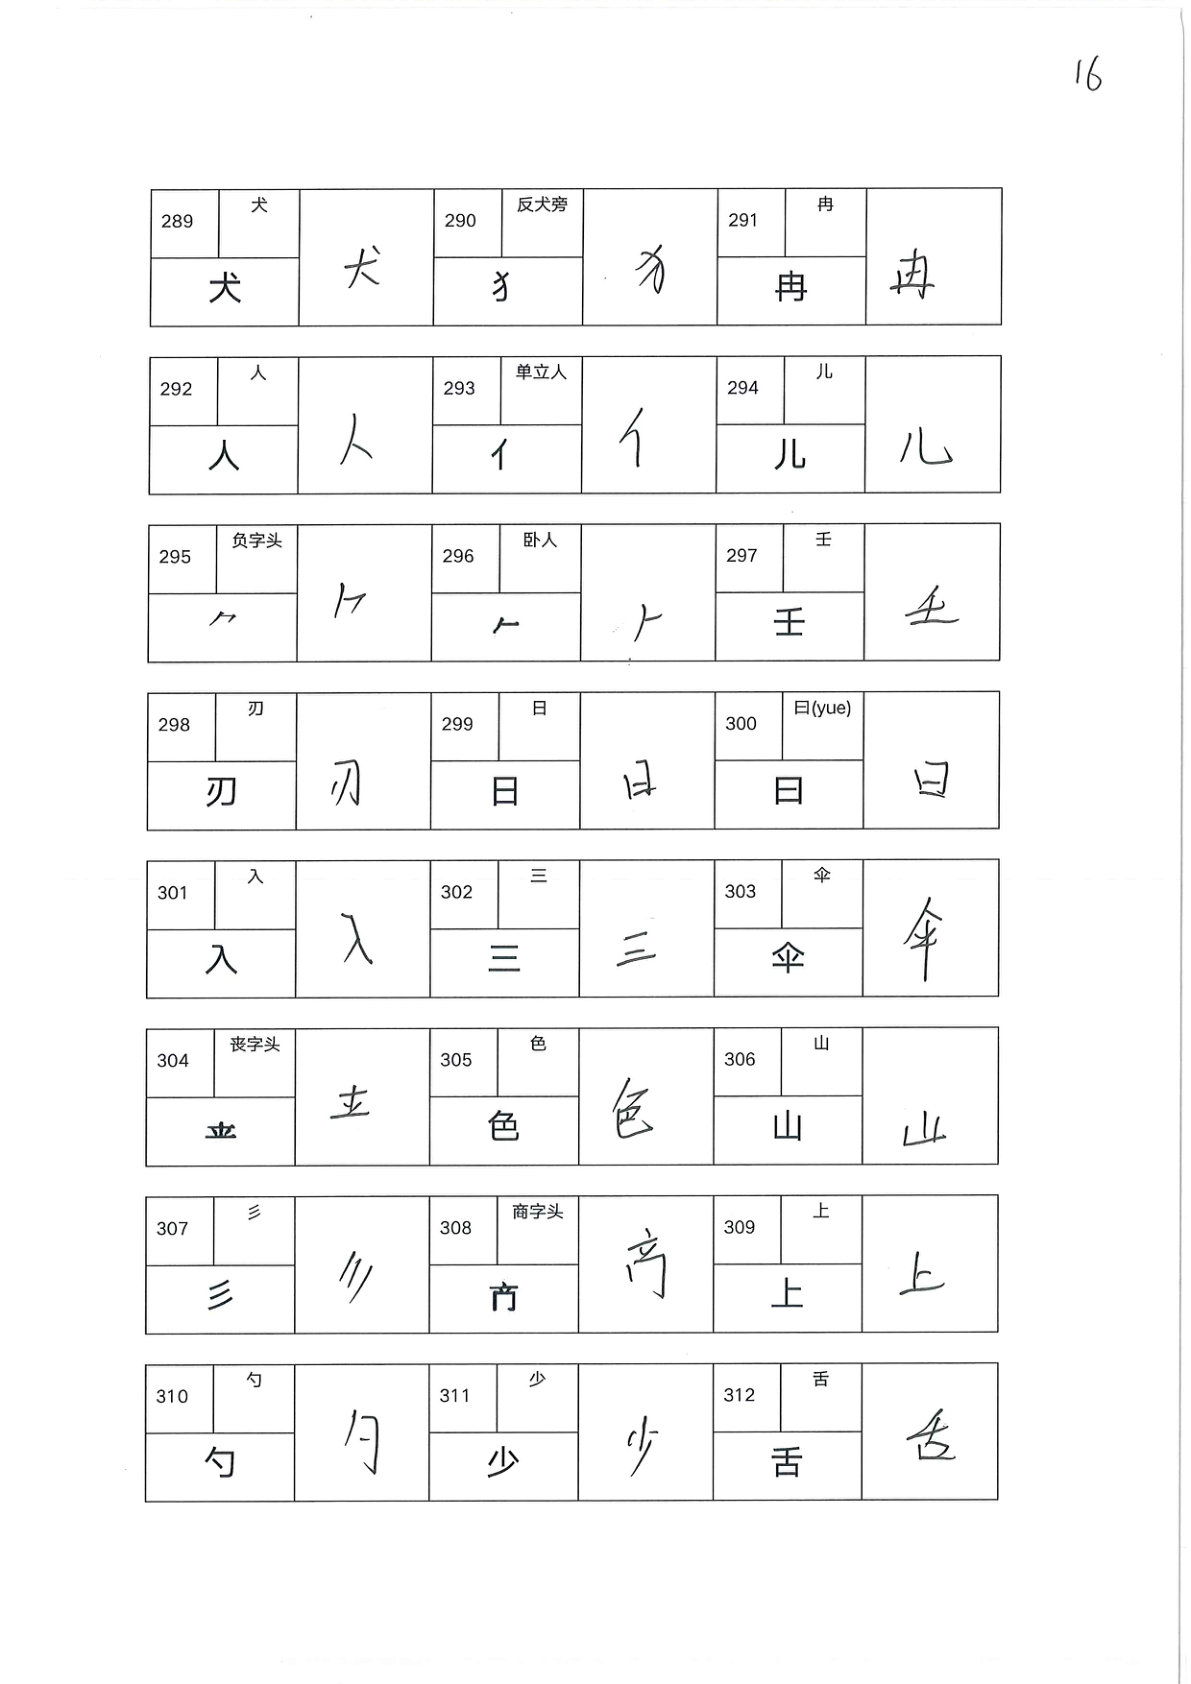 16
289 犬 犬 犬 290 反犬旁 犭 犭 291 冉 冉 冉
292 人 人 人 293 单立人 亻 亻 294 儿 儿 儿
295 负字头 ⺈ ⺈ 296 卧人 𠂉 𠂉 297 壬 壬 壬
298 刃 刃 刃 299 日 日 日 300 曰(yue) 曰 曰
301 入 入 入 302 三 三 三 303 伞 伞 伞
304 丧字头 305 色 色 色 306 山 山 山
307 彡 彡 彡 308 商字头 309 上 上 上
310 勺 勺 311 少 少 少 312 舌 舌 舌